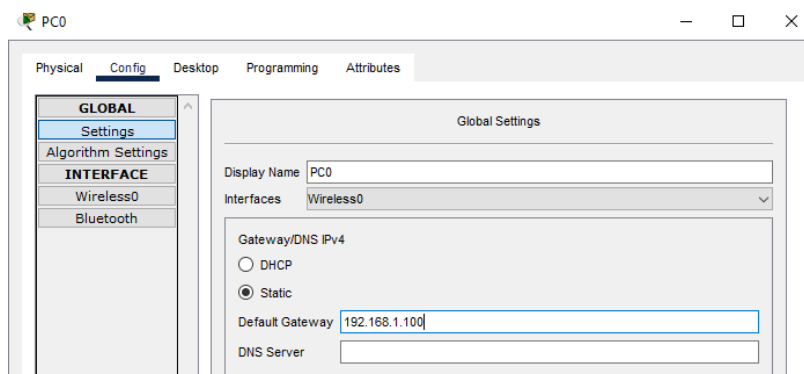 PC0
Physical Config Desktop Programming Attributes
GLOBAL
Settings
Algorithm Settings
INTERFACE
Wireless0
Bluetooth
Global Settings
Display Name PC0
Interfaces Wireless0
Gateway/DNS IPv4
DHCP
Static
Default Gateway 192.168.1.100
DNS Server